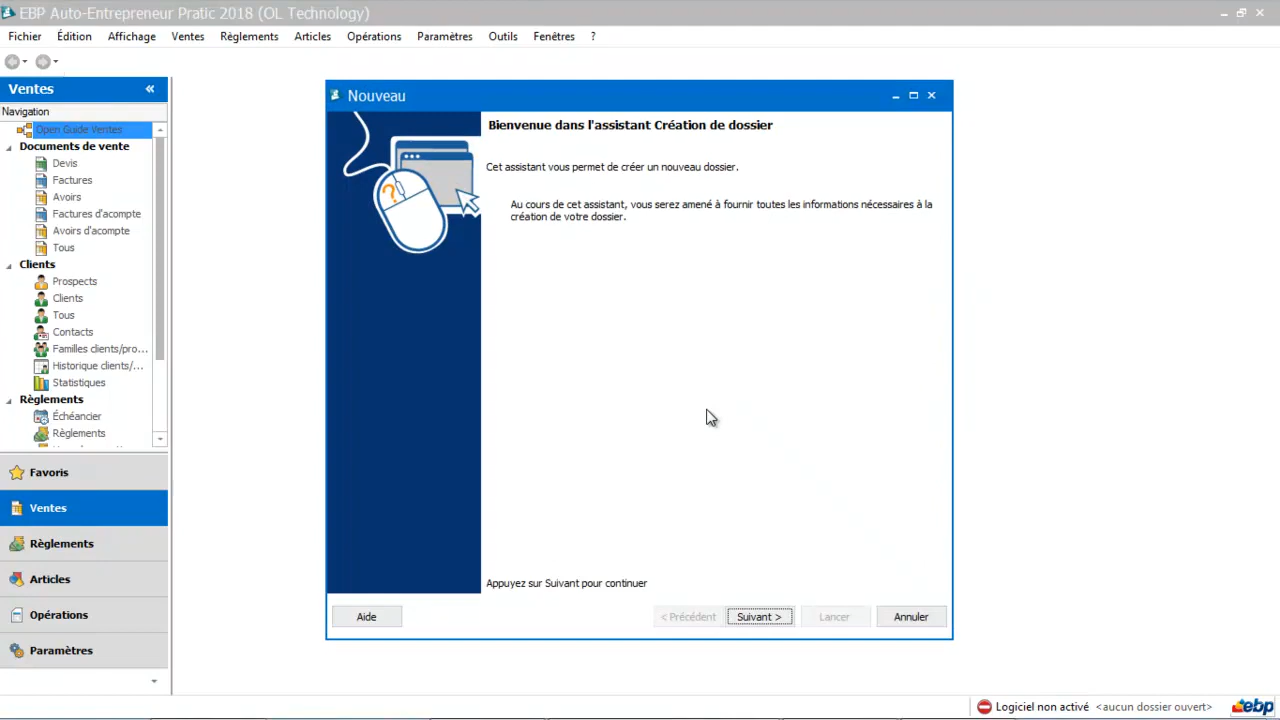 EBP Auto-Entrepreneur Pratic 2018 (OL Technology)
Fichier Édition Affichage Ventes Règlements Articles Opérations Paramètres Outils Fenêtres ?
Ventes
Navigation
Open Guide Ventes
Documents de vente
Devis
Factures
Avoirs
Factures d'acompte
Avoirs d'acompte
Tous
Clients
Prospects
Clients
Tous
Contacts
Familles clients/pro...
Historique clients/...
Statistiques
Règlements
Échéancier
Règlements
Favoris
Ventes
Règlements
Articles
Opérations
Paramètres
Nouveau
Bienvenue dans l'assistant Création de dossier
Cet assistant vous permet de créer un nouveau dossier.
Au cours de cet assistant, vous serez amené à fournir toutes les informations nécessaires à la
création de votre dossier.
Appuyez sur Suivant pour continuer
Aide < Précédent Suivant > Lancer Annuler
Logiciel non activé <aucun dossier ouvert> ebp